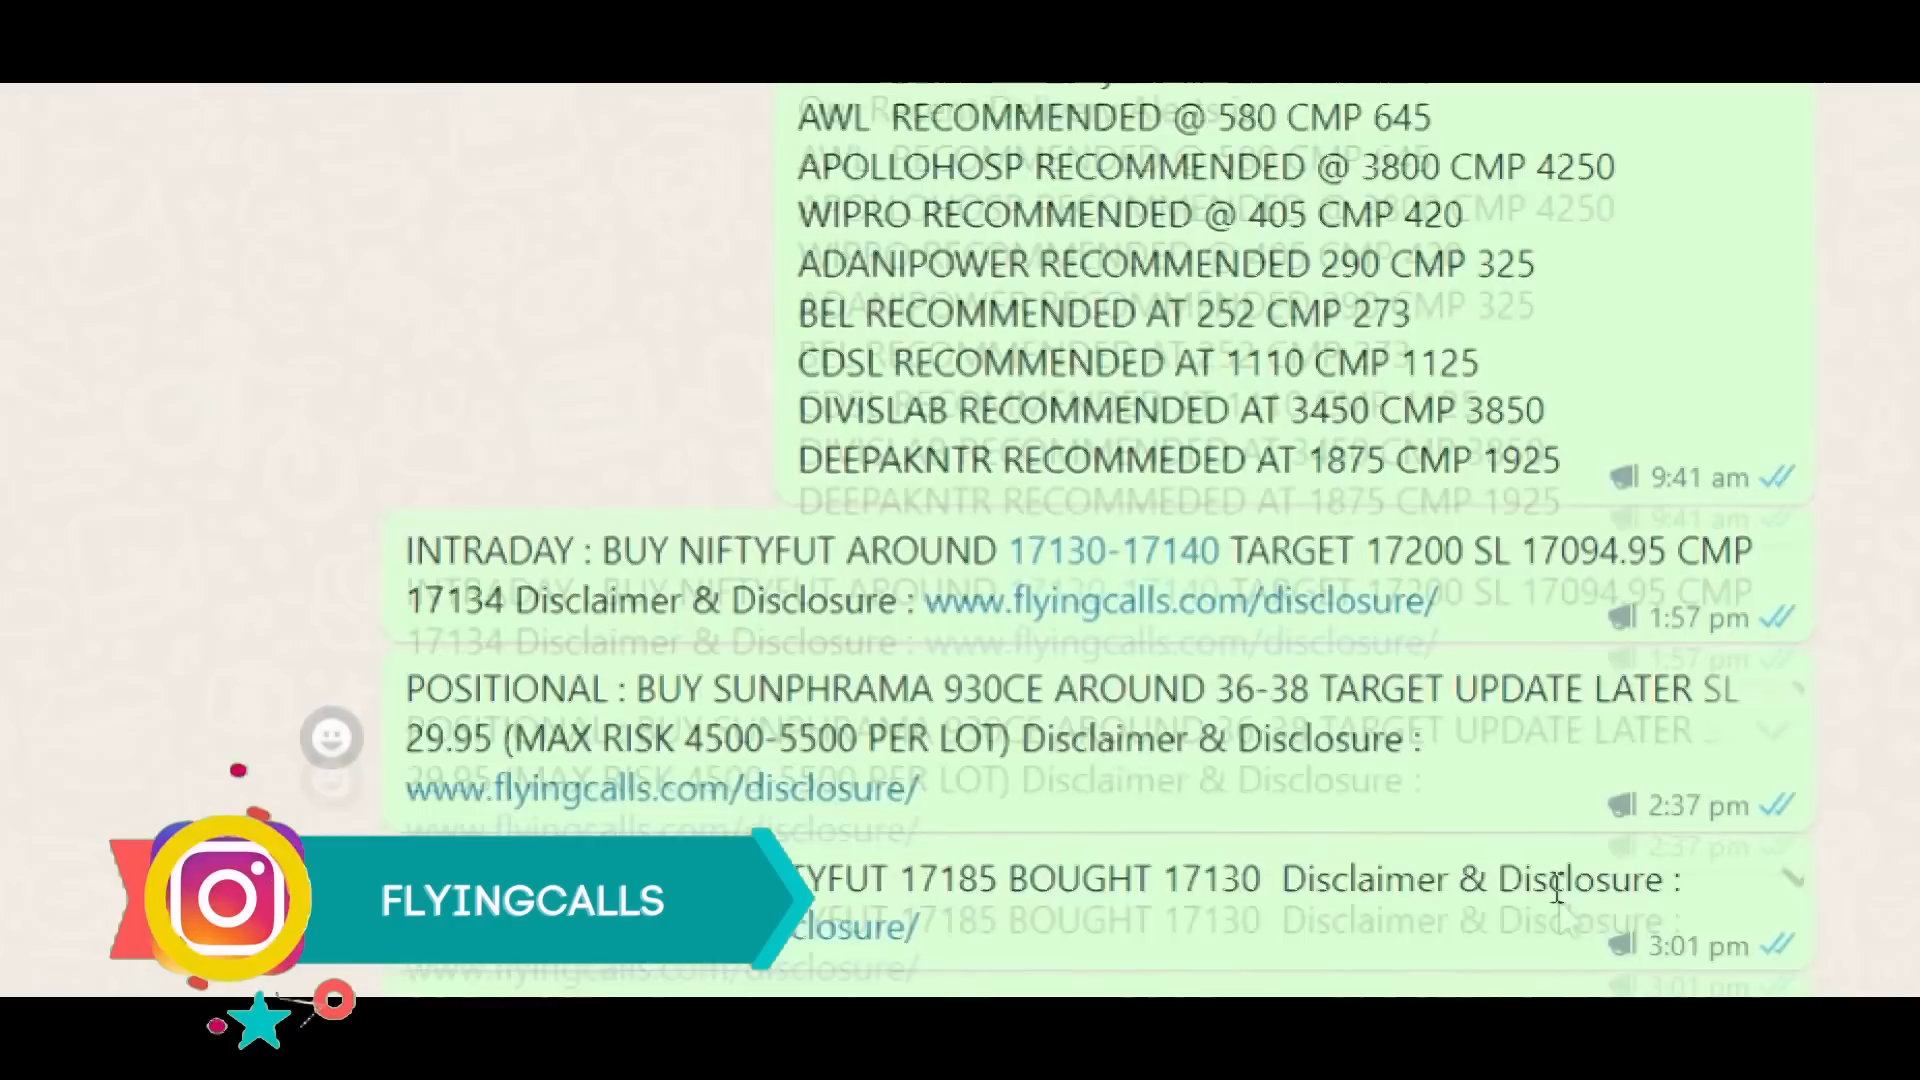 AWL RECOMMENDED @ 580 CMP 645
APOLLOHOSP RECOMMENDED @ 3800 CMP 4250
WIPRO RECOMMENDED @ 405 CMP 420
ADANIPOWER RECOMMENDED 290 CMP 325
BEL RECOMMENDED AT 252 CMP 273
CDSL RECOMMENDED AT 1110 CMP 1125
DIVISLAB RECOMMENDED AT 3450 CMP 3850
DEEPAKNTR RECOMMEDED AT 1875 CMP 1925
9:41 am
INTRADAY : BUY NIFTYFUT AROUND 17130-17140 TARGET 17200 SL 17094.95 CMP
17134 Disclaimer & Disclosure : www.flyingcalls.com/disclosure/
1:57 pm
POSITIONAL : BUY SUNPHRAMA 930CE AROUND 36-38 TARGET UPDATE LATER SL
29.95 (MAX RISK 4500-5500 PER LOT) Disclaimer & Disclosure :
www.flyingcalls.com/disclosure/
2:37 pm
TYFUT 17185 BOUGHT 17130 Disclaimer & Disclosure :
closure/
3:01 pm
FLYINGCALLS